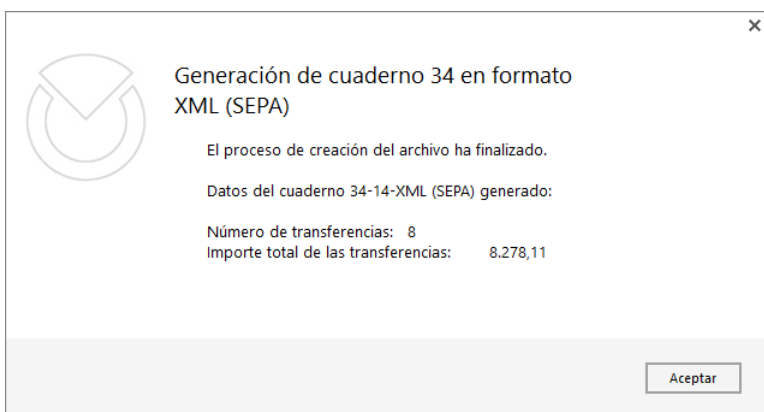 Generación de cuaderno 34 en formato
XML (SEPA)
El proceso de creación del archivo ha finalizado.
Datos del cuaderno 34-14-XML (SEPA) generado:
Número de transferencias: 8
Importe total de las transferencias: 8.278,11
Aceptar